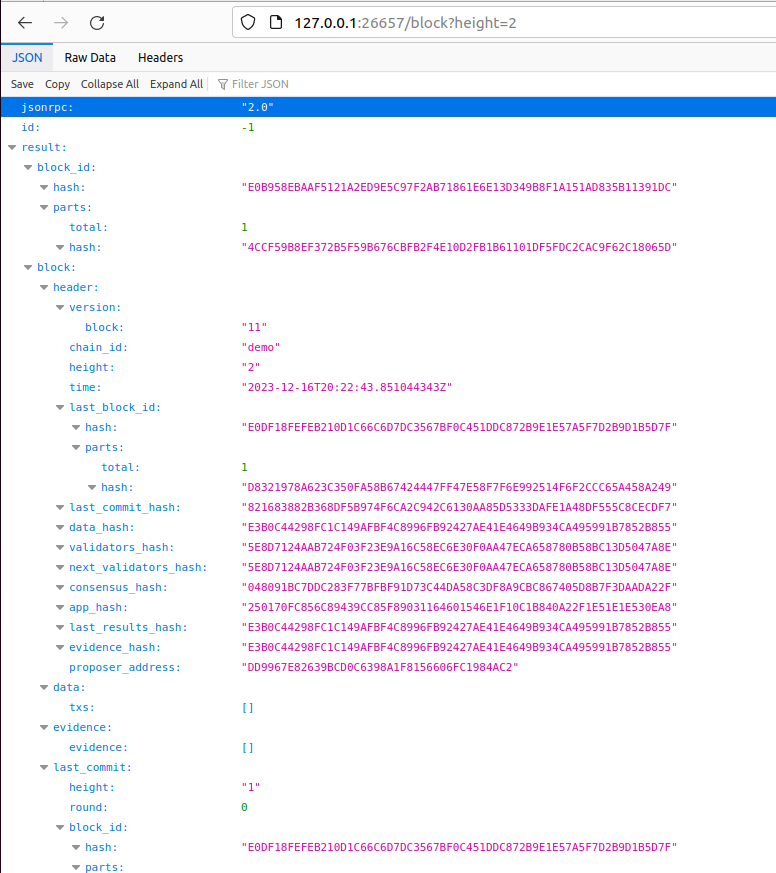 127.0.0.1:26657/block?height=2
JSON Raw Data Headers
Save Copy Collapse All Expand All Filter JSON
jsonrpc: "2.0"
id: -1
result:
block_id:
hash: "E0B958EBAAF5121A2ED9E5C97F2AB71861E6E13D349B8F1A151AD835B11391DC"
parts:
total: 1
hash: "4CCF59B8EF372B5F59B676CBFB2F4E10D2FB1B61101DF5FDC2CAC9F62C18065D"
block:
header:
version:
block: "11"
chain_id: "demo"
height: "2"
time: "2023-12-16T20:22:43.851044343Z"
last_block_id:
hash: "E0DF18FEFEB210D1C66C6D7DC3567BF0C451DDC872B9E1E57A5F7D2B9D1B5D7F"
parts:
total: 1
hash: "D8321978A623C350FA58B67424447FF47E58F7F6E992514F6F2CCC65A458A249"
last_commit_hash: "821683882B368DF5B974F6CA2C942C6130AA85D5333DAFE1A48DF555C8CECDF7"
data_hash: "E3B0C44298FC1C149AFBF4C8996FB92427AE41E4649B934CA495991B7852B855"
validators_hash: "5E8D7124AAB724F03F23E9A16C58EC6E30F0AA47ECA658780B58BC13D5047A8E"
next_validators_hash: "5E8D7124AAB724F03F23E9A16C58EC6E30F0AA47ECA658780B58BC13D5047A8E"
consensus_hash: "048091BC7DDC283F77BFBF91D73C44DA58C3DF8A9CBC867405D8B7F3DAADA22F"
app_hash: "250170FC856C89439CC85F89031164601546E1F10C1B840A22F1E51E1E530EA8"
last_results_hash: "E3B0C44298FC1C149AFBF4C8996FB92427AE41E4649B934CA495991B7852B855"
evidence_hash: "E3B0C44298FC1C149AFBF4C8996FB92427AE41E4649B934CA495991B7852B855"
proposer_address: "DD9967E82639BCD0C6398A1F8156606FC1984AC2"
data:
txs: []
evidence:
evidence: []
last_commit:
height: "1"
round: 0
block_id:
hash: "E0DF18FEFEB210D1C66C6D7DC3567BF0C451DDC872B9E1E57A5F7D2B9D1B5D7F"
parts: